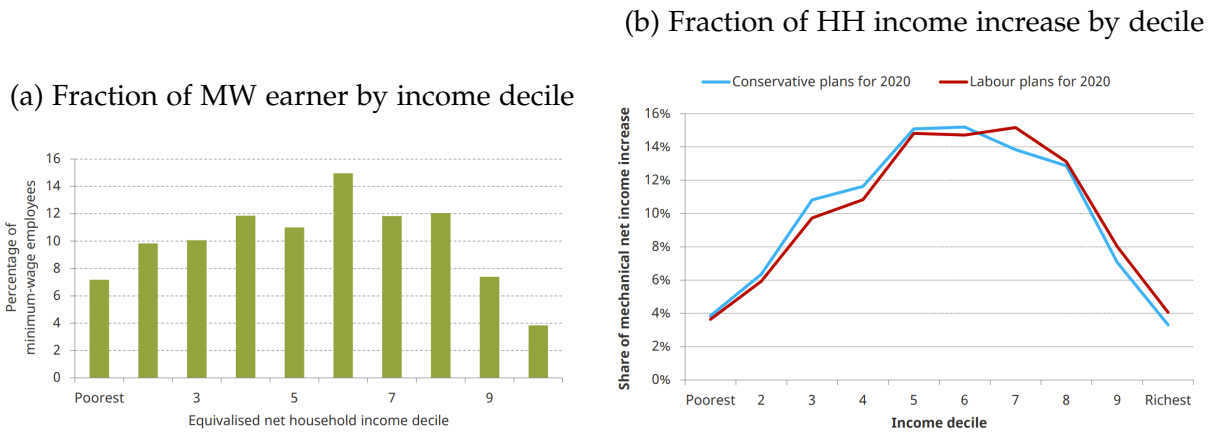 (a) Fraction of MW earner by income decile
Percentage of
minimum-wage employees
16
14
12
10
8
6
4
2
0
Poorest 3 5 7 9
Equivalised net household income decile
(b) Fraction of HH income increase by decile
Conservative plans for 2020 Labour plans for 2020
Share of mechanical net income increase
16%
14%
12%
10%
8%
6%
4%
2%
0%
Poorest 2 3 4 5 6 7 8 9 Richest
Income decile